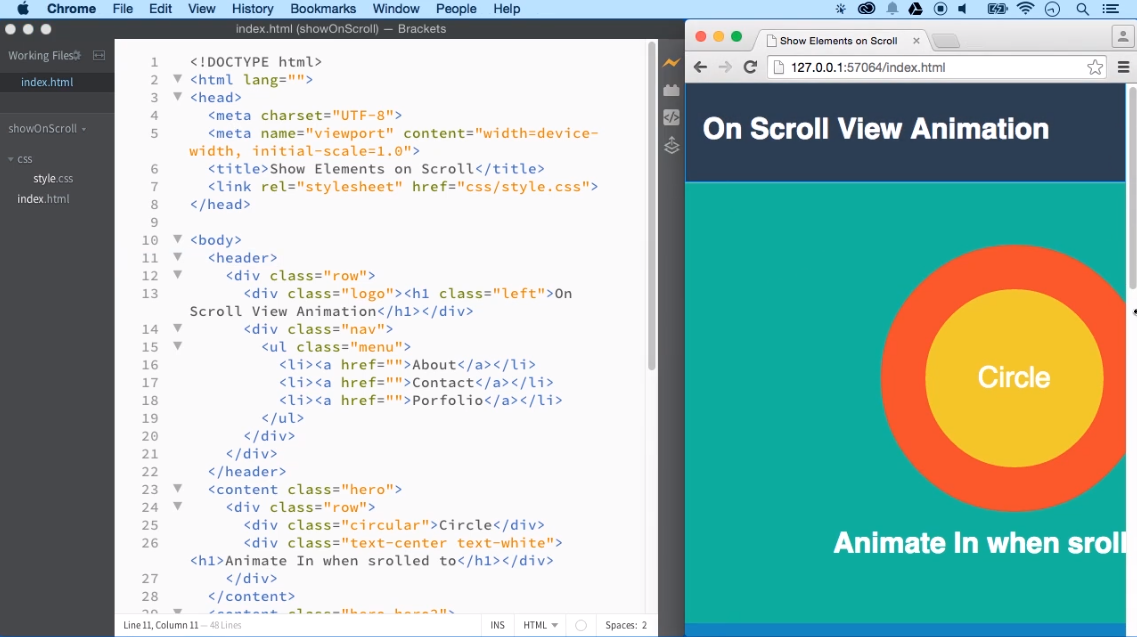 Chrome File Edit View History Bookmarks Window People Help
index.html (showOnScroll) — Brackets
Working Files
index.html
showOnScroll
css
style.css
index.html
1 <!DOCTYPE html>
2 <html lang="">
3 <head>
4 <meta charset="UTF-8">
5 <meta name="viewport" content="width=device-
width, initial-scale=1.0">
6 <title>Show Elements on Scroll</title>
7 <link rel="stylesheet" href="css/style.css">
8 </head>
9
10 <body>
11 <header>
12 <div class="row">
13 <div class="logo"><h1 class="left">On
Scroll View Animation</h1></div>
14 <div class="nav">
15 <ul class="menu">
16 <li><a href="">About</a></li>
17 <li><a href="">Contact</a></li>
18 <li><a href="">Porfolio</a></li>
19 </ul>
20 </div>
21 </div>
22 </header>
23 <content class="hero">
24 <div class="row">
25 <div class="circular">Circle</div>
26 <div class="text-center text-white">
<h1>Animate In when srolled to</h1></div>
27 </div>
28 </content>
29 <content class="hero hero2">
Line 11, Column 11 — 48 Lines
INS HTML Spaces: 2
Show Elements on Scroll
127.0.0.1:57064/index.html
On Scroll View Animation
Circle
Animate In when sroll